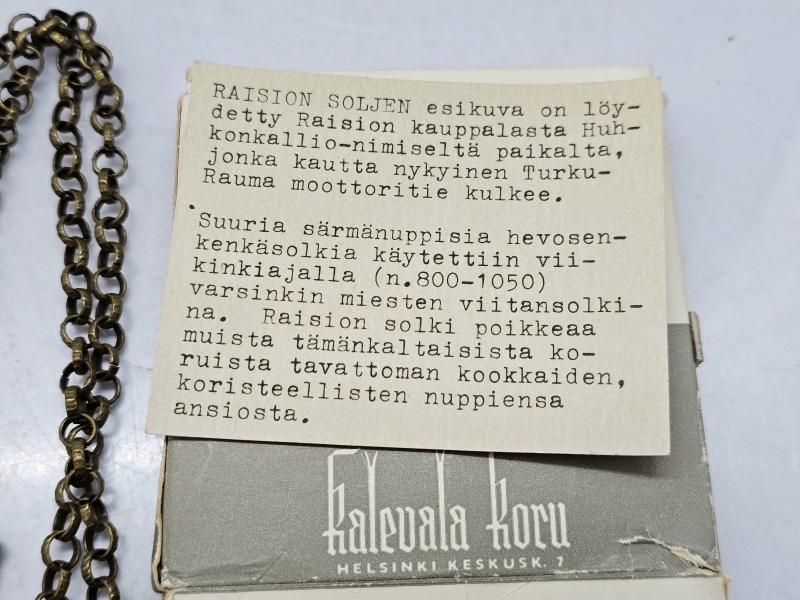 RAISION SOLJEN esikuva on löy-
detty Raision kauppalasta Huh-
konkallio-nimiseltä paikalta,
jonka kautta nykyinen Turku-
Rauma moottoritie kulkee.
Suuria särmänuppisia hevosen-
kenkäsolkia käytettiin vii-
kinkiajalla (n.800-1050)
varsinkin miesten viitansolki-
na. Raision solki poikkeaa
muista tämänkaltaisista ko-
ruista tavattoman kookkaiden,
koristeellisten nuppiensa
ansiosta.
Kalevala Koru
HELSINKI KESKUSK. 7